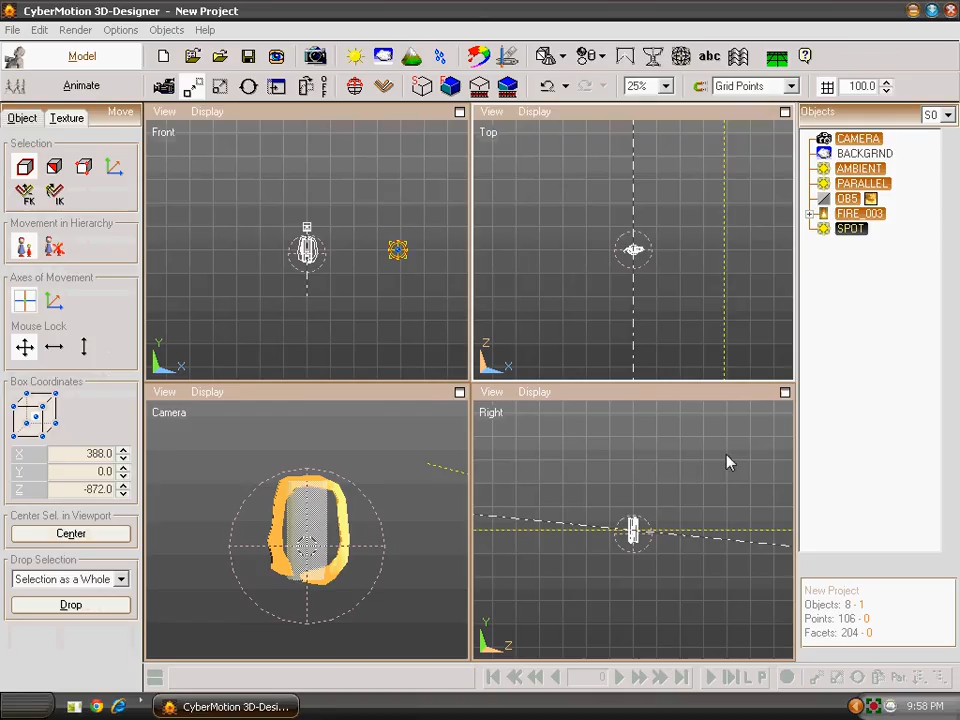 CyberMotion 3D-Designer - New Project
File Edit Render Options Objects Help
Model
abc
Animate
25%
Grid Points
100.0
Object Texture Move
Selection
FK IK
Movement in Hierarchy
Axes of Movement
Mouse Lock
Box Coordinates
X 388.0
Y 0.0
Z -872.0
Center Sel. in Viewport
Center
Drop Selection
Selection as a Whole
Drop
View Display
Front
Y
X
View Display
Top
Z
X
View Display
Camera
View Display
Right
Y
Z
Objects S0
CAMERA
BACKGRND
AMBIENT
PARALLEL
OB5
FIRE_003
SPOT
New Project
Objects: 8 - 1
Points: 106 - 0
Facets: 204 - 0
0
L P
Par.
CyberMotion 3D-Desi...
9:58 PM